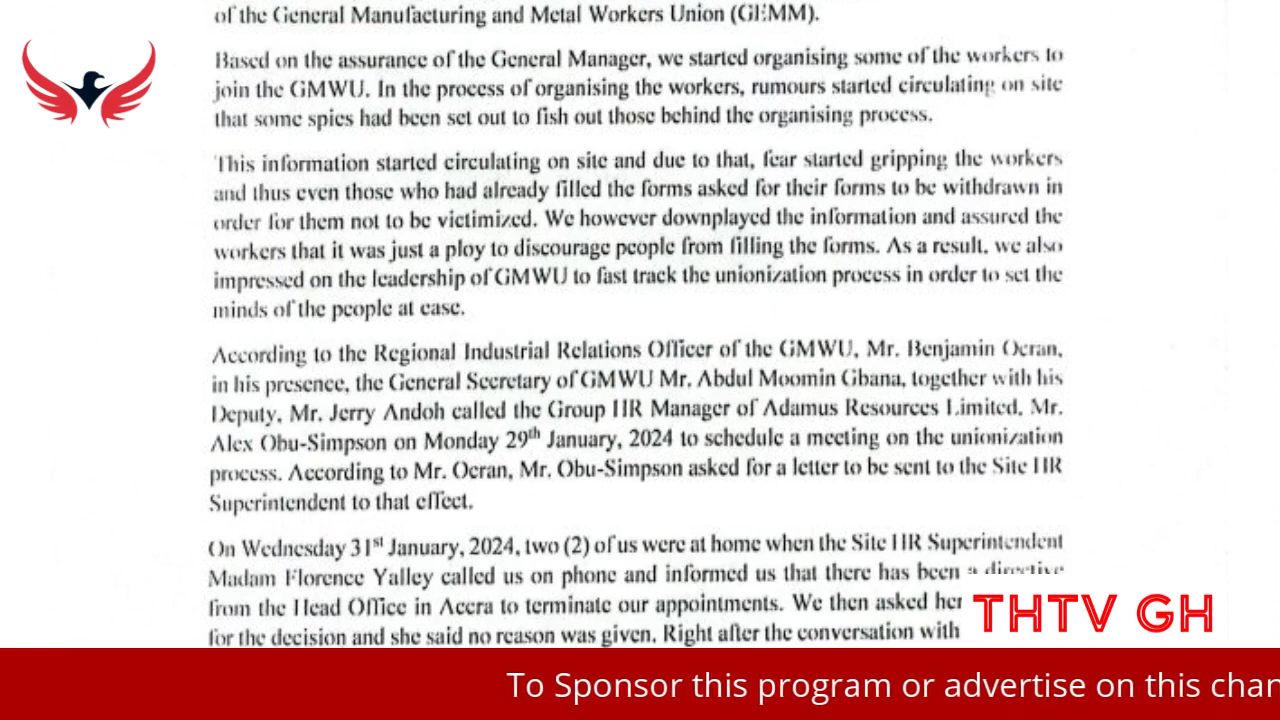 of the General Manufacturing and Metal Workers Union (GEMM).
Based on the assurance of the General Manager, we started organising some of the workers to
join the GMWU. In the process of organising the workers, rumours started circulating on site
that some spies had been set out to fish out those behind the organising process.
This information started circulating on site and due to that, fear started gripping the workers
and thus even those who had already filled the forms asked for their forms to be withdrawn in
order for them not to be victimized. We however downplayed the information and assured the
workers that it was just a ploy to discourage people from filling the forms. As a result, we also
impressed on the leadership of GMWU to fast track the unionization process in order to set the
minds of the people at ease.
According to the Regional Industrial Relations Officer of the GMWU, Mr. Benjamin Ocran,
in his presence, the General Secretary of GMWU Mr. Abdul Moomin Gbana, together with his
Deputy, Mr. Jerry Andoh called the Group HR Manager of Adamus Resources Limited, Mr.
Alex Obu-Simpson on Monday 29th January, 2024 to schedule a meeting on the unionization
process. According to Mr. Ocran, Mr. Obu-Simpson asked for a letter to be sent to the Site HR
Superintendent to that effect.
On Wednesday 31st January, 2024, two (2) of us were at home when the Site HR Superintendent
Madam Florence Yalley called us on phone and informed us that there has been a directive
from the Head Office in Accra to terminate our appointments. We then asked her
for the decision and she said no reason was given. Right after the conversation with
THTV GH
To Sponsor this program or advertise on this chan